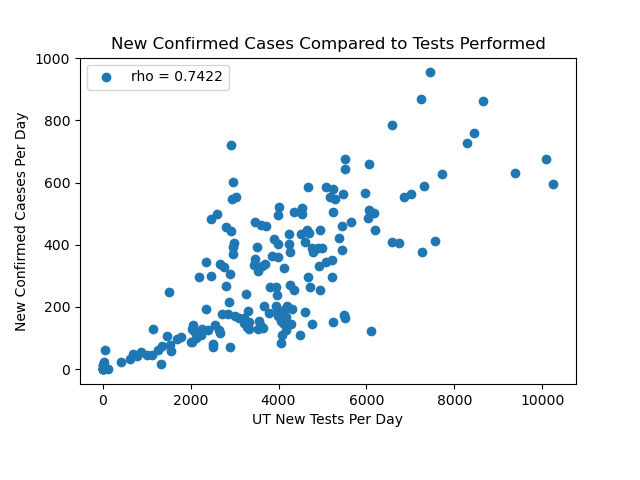 New Confirmed Cases Compared to Tests Performed
rho = 0.7422
1000
800
600
400
200
0
New Confirmed Caeses Per Day
0 2000 4000 6000 8000 10000
UT New Tests Per Day